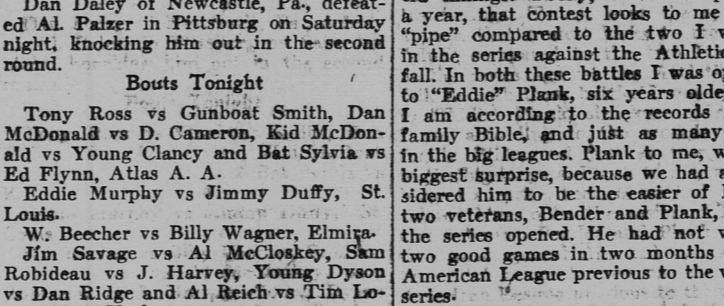 Dan Daley of Newcastle, Pa., defeat-
ed Al. Palzer in Pittsburg on Saturday
night, knocking him out in the second
round.
Bouts Tonight
Tony Ross vs Gunboat Smith, Dan
McDonald vs D. Cameron, Kid McDon-
ald vs Young Clancy and Bat Sylvia vs
Ed Flynn, Atlas A. A.
Eddie Murphy vs Jimmy Duffy, St.
Louis.
W. Beecher vs Billy Wagner, Elmira.
Jim Savage vs Al McCloskey, Sam
Robideau vs J. Harvey, Young Dyson
vs Dan Ridge and Al Reich vs Tim Lo-
a year, that contest looks to me
"pipe" compared to the two I
in the series against the Athletic
fall. In both these battles I was
to "Eddie" Plank, six years olde
I am according to the records
family Bible, and just as many
in the big leagues. Plank to me,
biggest surprise, because we had
sidered him to be the easier of
two veterans, Bender and Plank,
the series opened. He had not
two good games in two months
American League previous to the
series.